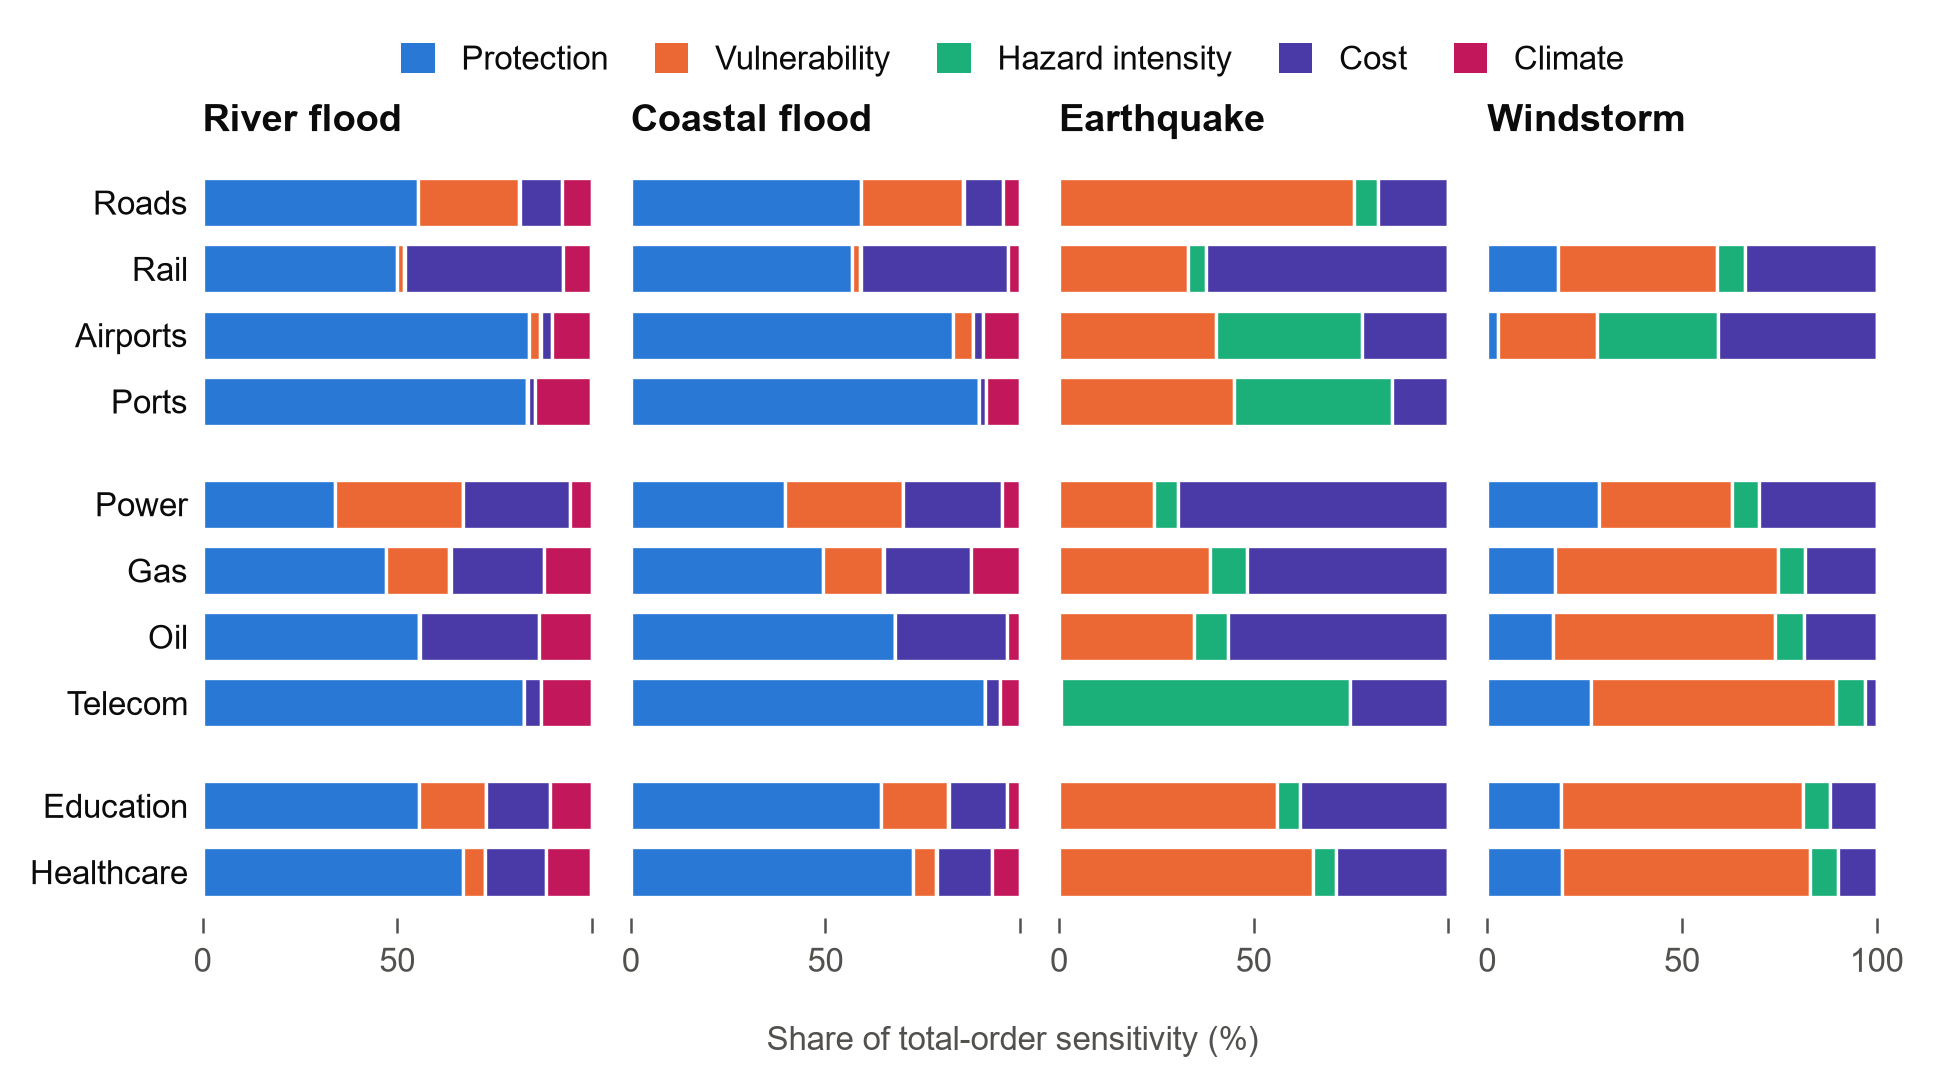 Protection Vulnerability Hazard intensity Cost Climate
River flood Coastal flood Earthquake Windstorm
Roads
Rail
Airports
Ports
Power
Gas
Oil
Telecom
Education
Healthcare
0 50 0 50 0 50 0 50 100
Share of total-order sensitivity (%)